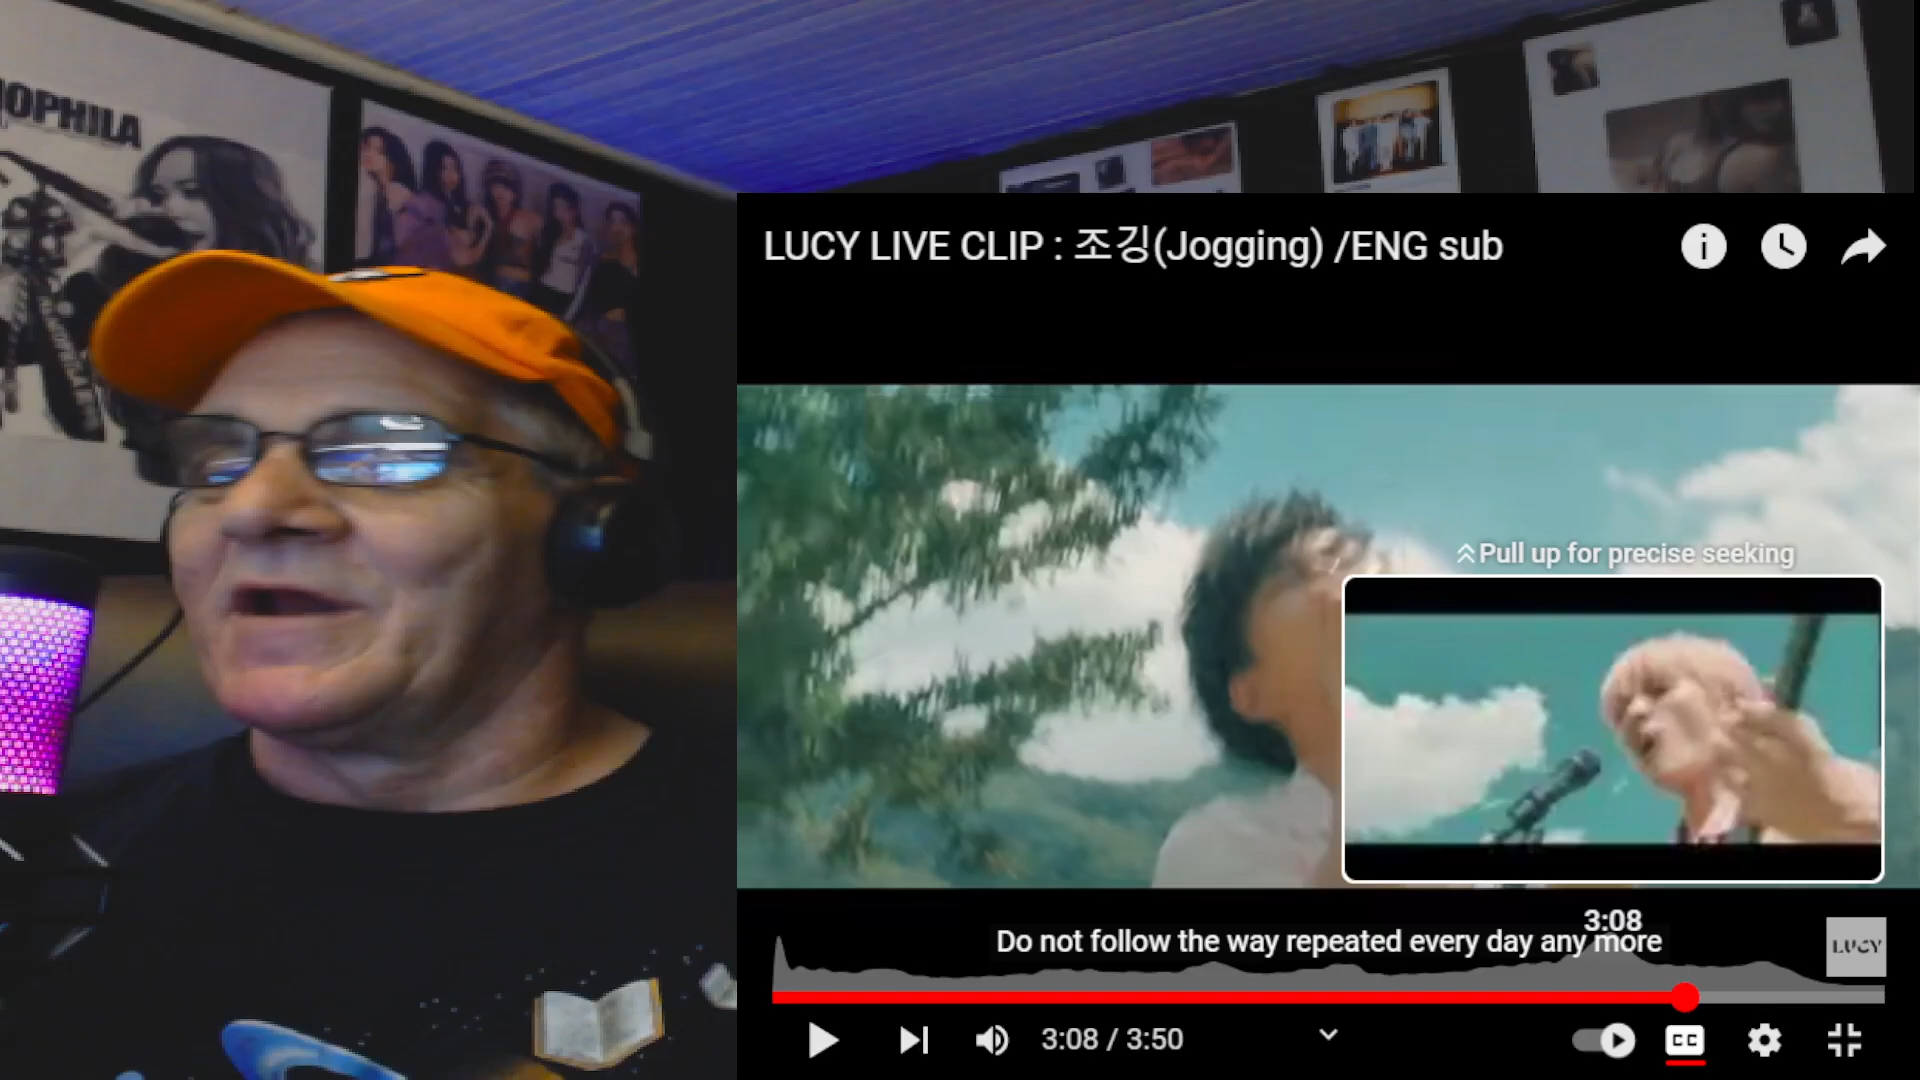 OPHILA
LUCY LIVE CLIP : 조깅(Jogging) /ENG sub
Pull up for precise seeking
3:08
Do not follow the way repeated every day any more
LUCY
3:08 / 3:50
CC